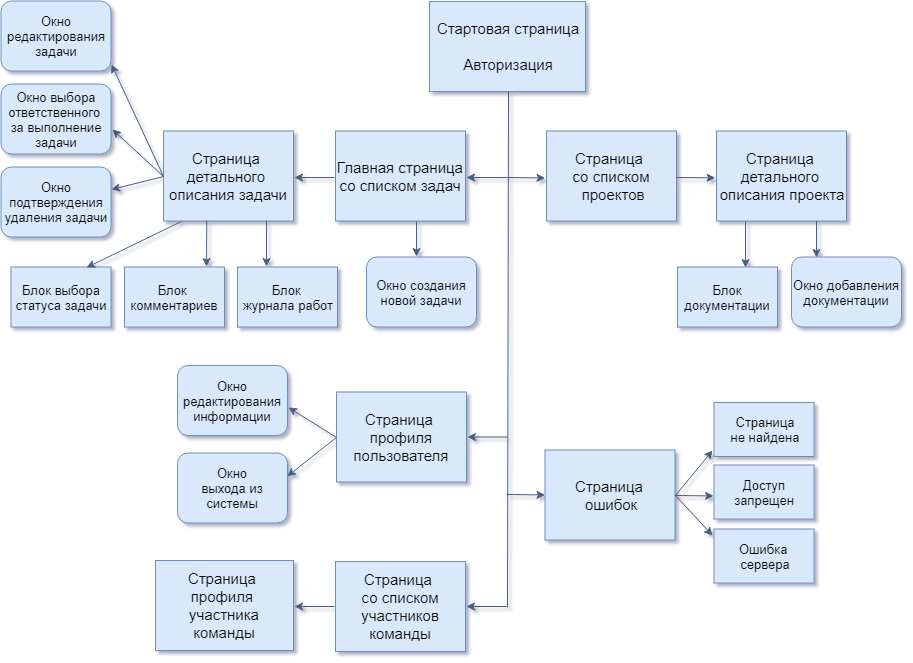 Стартовая страница
Авторизация
Окно
редактирования
задачи
Окно выбора
ответственного
за выполнение
задачи
Окно
подтверждения
удаления задачи
Страница
детального
описания задачи
Главная страница
со списком задач
Страница
со списком
проектов
Страница
детального
описания проекта
Блок выбора
статуса задачи
Блок
комментариев
Блок
журнала работ
Окно создания
новой задачи
Блок
документации
Окно добавления
документации
Окно
редактирования
информации
Окно
выхода из
системы
Страница
профиля
пользователя
Страница
ошибок
Страница
не найдена
Доступ
запрещен
Ошибка
сервера
Страница
профиля
участника
команды
Страница
со списком
участников
команды